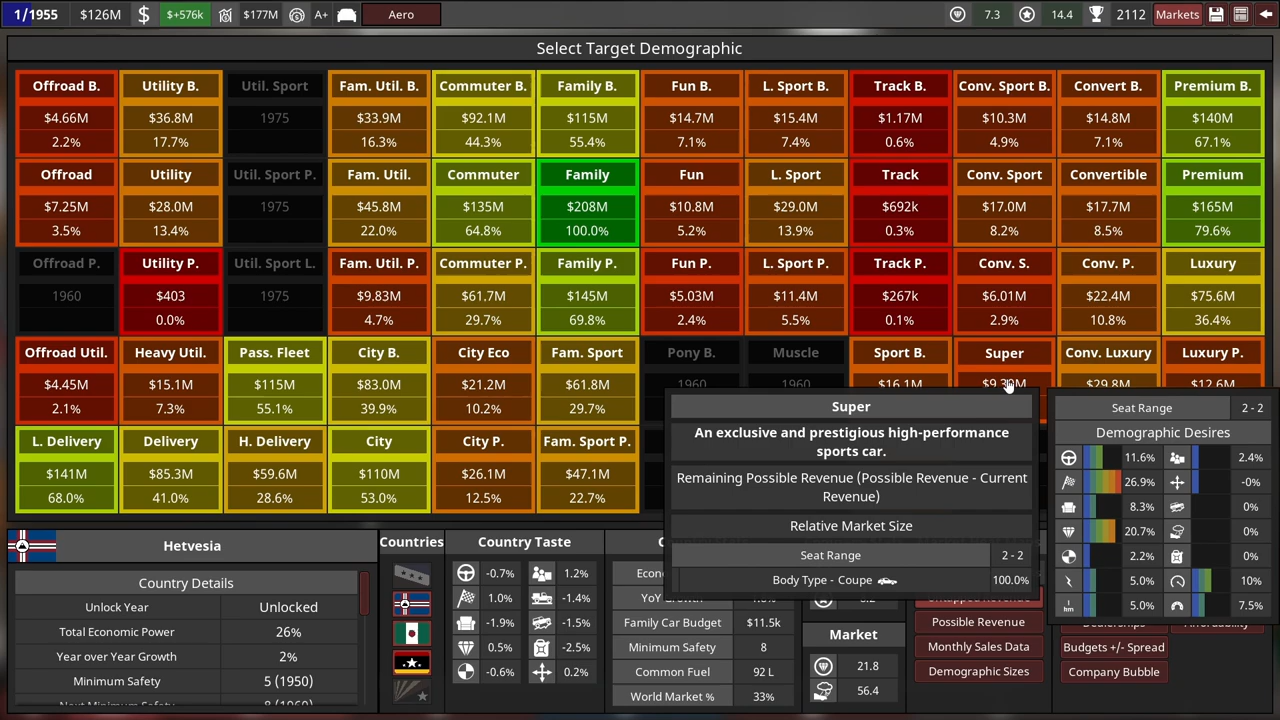 1/1955 $126M $+576k $177M A+ Aero 7.3 14.4 2112 Markets
Select Target Demographic
Offroad B. Utility B. Util. Sport Fam. Util. B. Commuter B. Family B. Fun B. L. Sport B. Track B. Conv. Sport B. Convert B. Premium B.
$4.66M $36.8M 1975 $33.9M $92.1M $115M $14.7M $15.4M $1.17M $10.3M $14.8M $140M
2.2% 17.7% 16.3% 44.3% 55.4% 7.1% 7.4% 0.6% 4.9% 7.1% 67.1%
Offroad Utility Util. Sport P. Fam. Util. Commuter Family Fun L. Sport Track Conv. Sport Convertible Premium
$7.25M $28.0M 1975 $45.8M $135M $208M $10.8M $29.0M $692k $17.0M $17.7M $165M
3.5% 13.4% 22.0% 64.8% 100.0% 5.2% 13.9% 0.3% 8.2% 8.5% 79.6%
Offroad P. Utility P. Util. Sport L. Fam. Util. P. Commuter P. Family P. Fun P. L. Sport P. Track P. Conv. S. Conv. P. Luxury
1960 $403 1975 $9.83M $61.7M $145M $5.03M $11.4M $267k $6.01M $22.4M $75.6M
0.0% 4.7% 29.7% 69.8% 2.4% 5.5% 0.1% 2.9% 10.8% 36.4%
Offroad Util. Heavy Util. Pass. Fleet City B. City Eco Fam. Sport Pony B. Muscle Sport B. Super Conv. Luxury Luxury P.
$4.45M $15.1M $115M $83.0M $21.2M $61.8M 1960 1960 $16.1M $29.8M $12.6M
2.1% 7.3% 55.1% 39.9% 10.2% 29.7%
L. Delivery Delivery H. Delivery City City P. Fam. Sport P.
$141M $85.3M $59.6M $110M $26.1M $47.1M
68.0% 41.0% 28.6% 53.0% 12.5% 22.7%
Super
An exclusive and prestigious high-performance
sports car.
Remaining Possible Revenue (Possible Revenue - Current
Revenue)
Relative Market Size
Seat Range 2 - 2
Body Type - Coupe 100.0%
Seat Range 2 - 2
Demographic Desires
11.6% 2.4%
26.9% -0%
8.3% 0%
20.7% 0%
2.2% 0%
5.0% 10%
5.0% 7.5%
Hetvesia
Country Details
Unlock Year Unlocked
Total Economic Power 26%
Year over Year Growth 2%
Minimum Safety 5 (1950)
Countries
Country Taste
-0.7% 1.2%
1.0% -1.4%
-1.9% -1.5%
0.5% -2.5%
-0.6% 0.2%
Family Car Budget $11.5k
Minimum Safety 8
Common Fuel 92 L
World Market % 33%
Market
21.8
56.4
Possible Revenue
Monthly Sales Data
Demographic Sizes
Budgets +/- Spread
Company Bubble